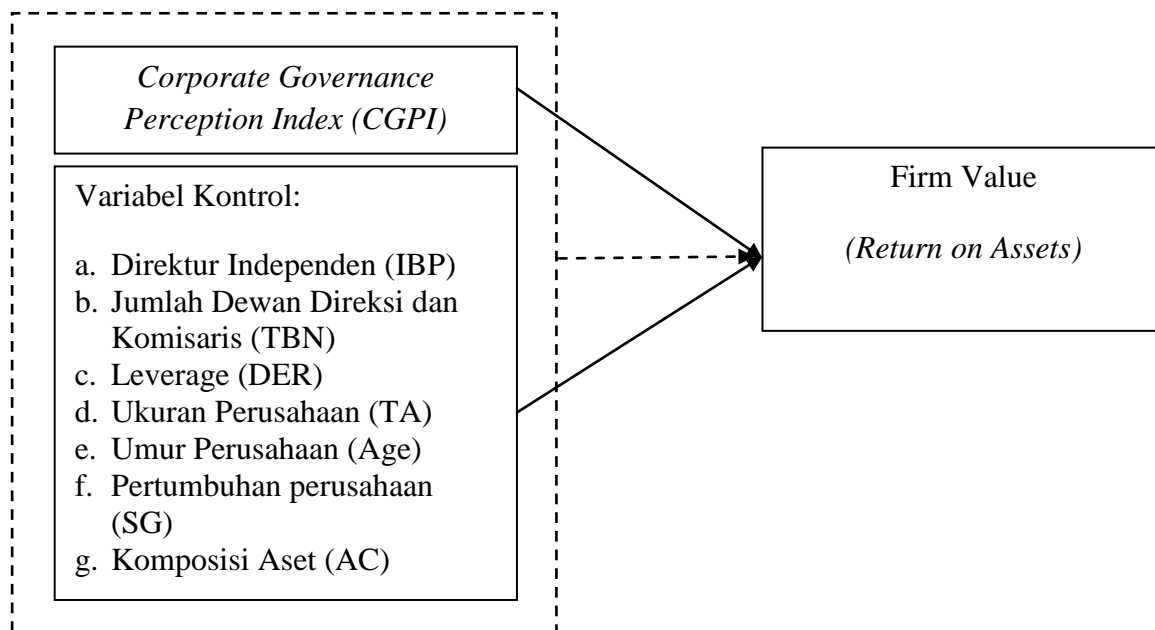 Corporate Governance
Perception Index (CGPI)
Variabel Kontrol:
a. Direktur Independen (IBP)
b. Jumlah Dewan Direksi dan
Komisaris (TBN)
c. Leverage (DER)
d. Ukuran Perusahaan (TA)
e. Umur Perusahaan (Age)
f. Pertumbuhan perusahaan
(SG)
g. Komposisi Aset (AC)
Firm Value
(Return on Assets)